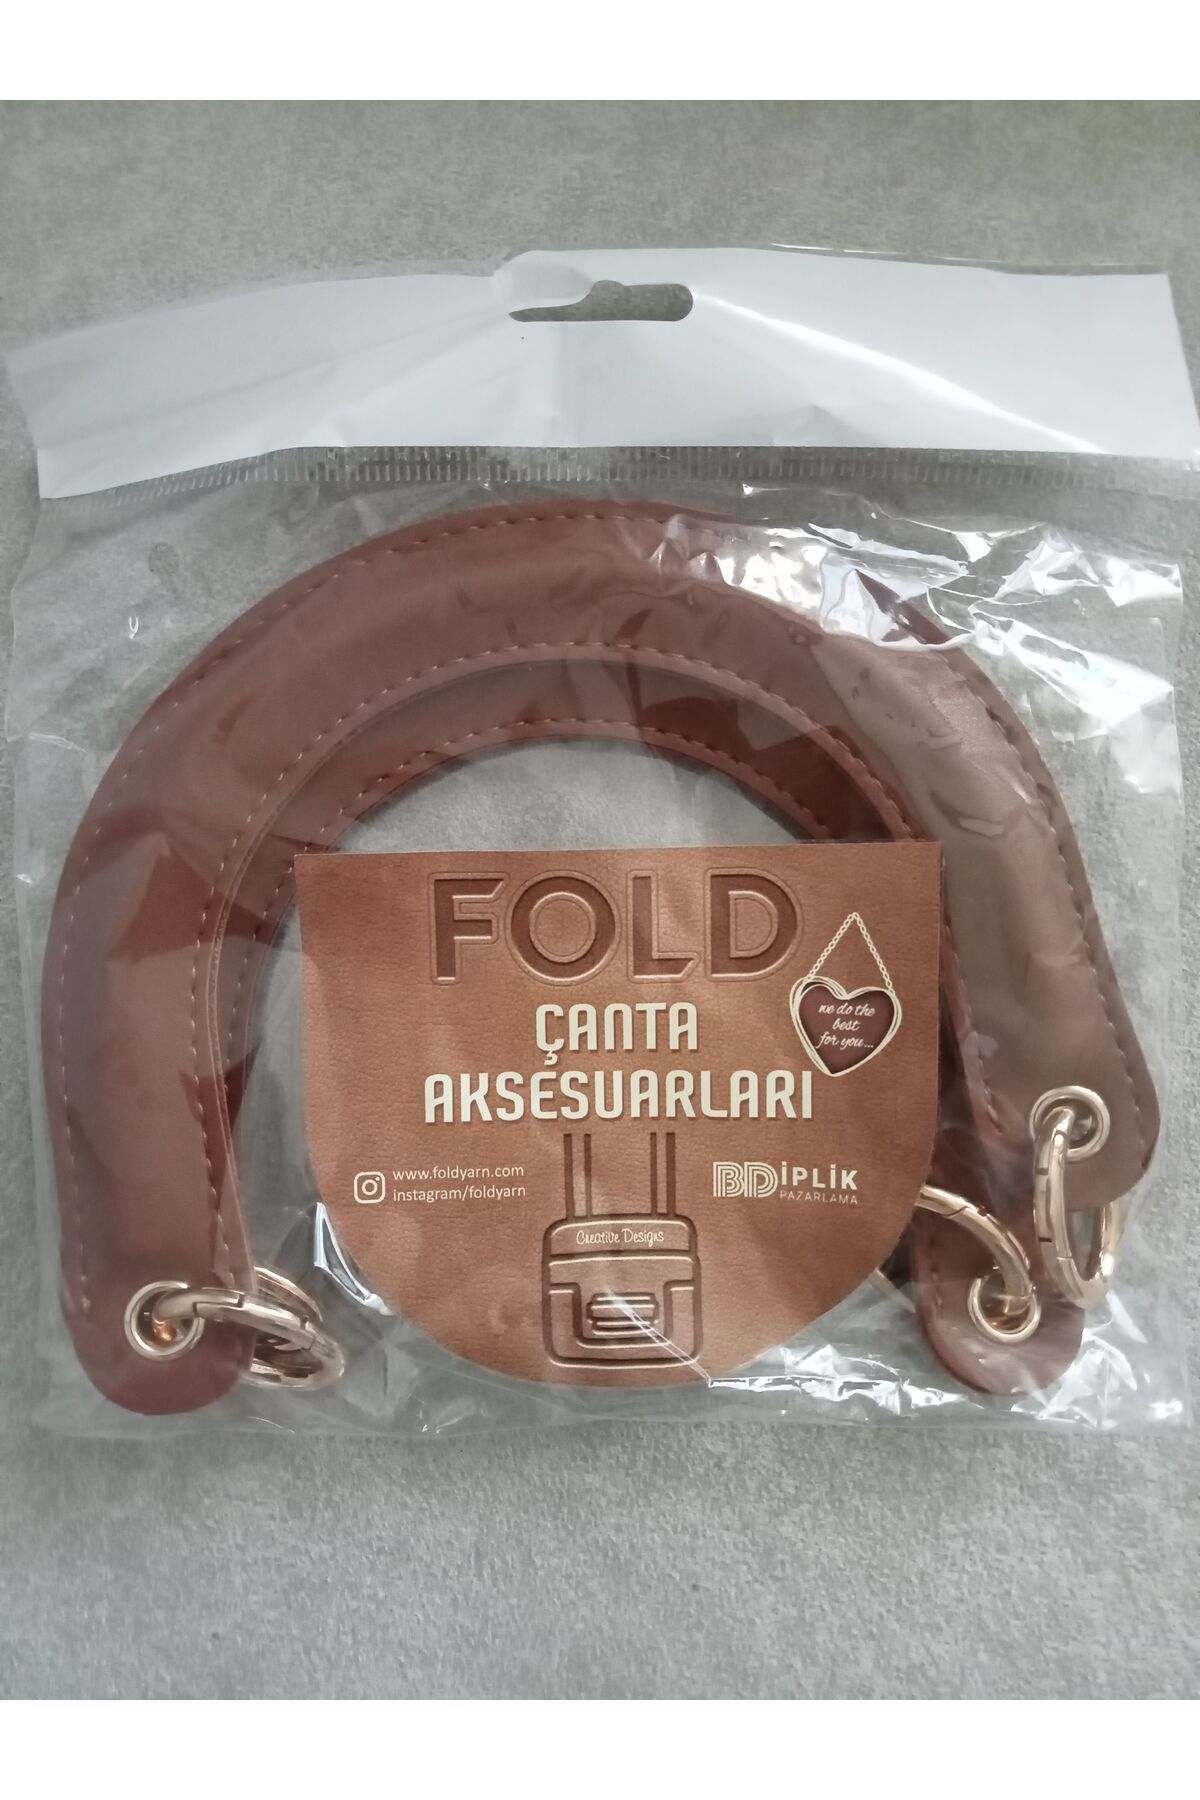 FOLD
ÇANTA
AKSESUARLARI
we do the
best
for you...
www.foldyarn.com
instagram/foldyarn
BD İPLİK
PAZARLAMA
Creative Designs